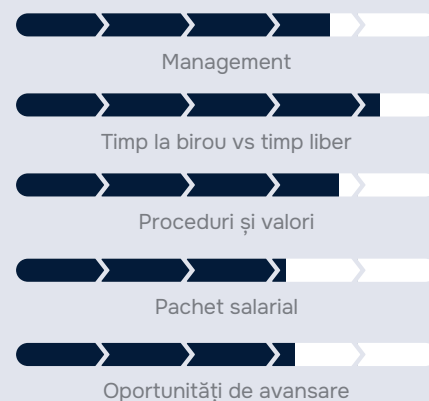 Management
Timp la birou vs timp liber
Proceduri și valori
Pachet salarial
Oportunități de avansare